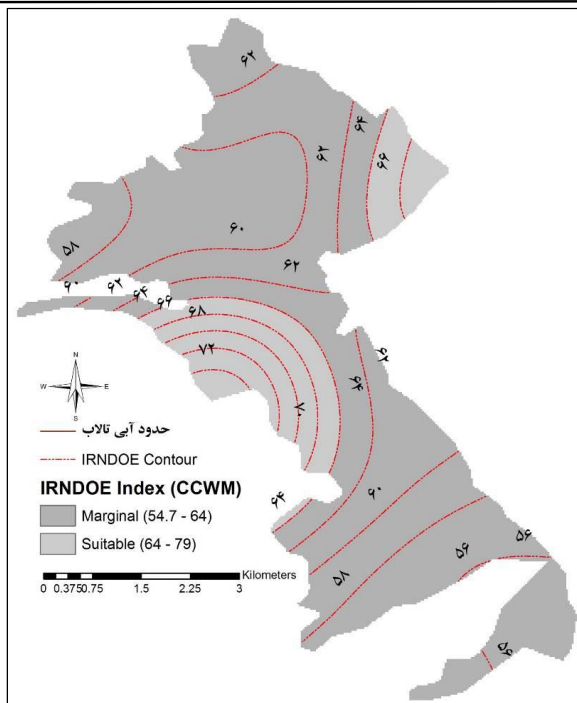 ۶۲
۶۴
۶۲
۶۶
۶۰
۵۸
۶۲
۶۰
۶۲
۶۴
۶۶
۶۸
۷۲
۶۲
۶۴
۷۰
N
W E
S
حدود آبی تالاب
IRNDOE Contour
IRNDOE Index (CCWM)
Marginal (54.7 - 64)
Suitable (64 - 79)
Kilometers
0 0.375 0.75 1.5 2.25 3
۶۴
۶۰
۵۸
۵۶
۵۶
۵۴